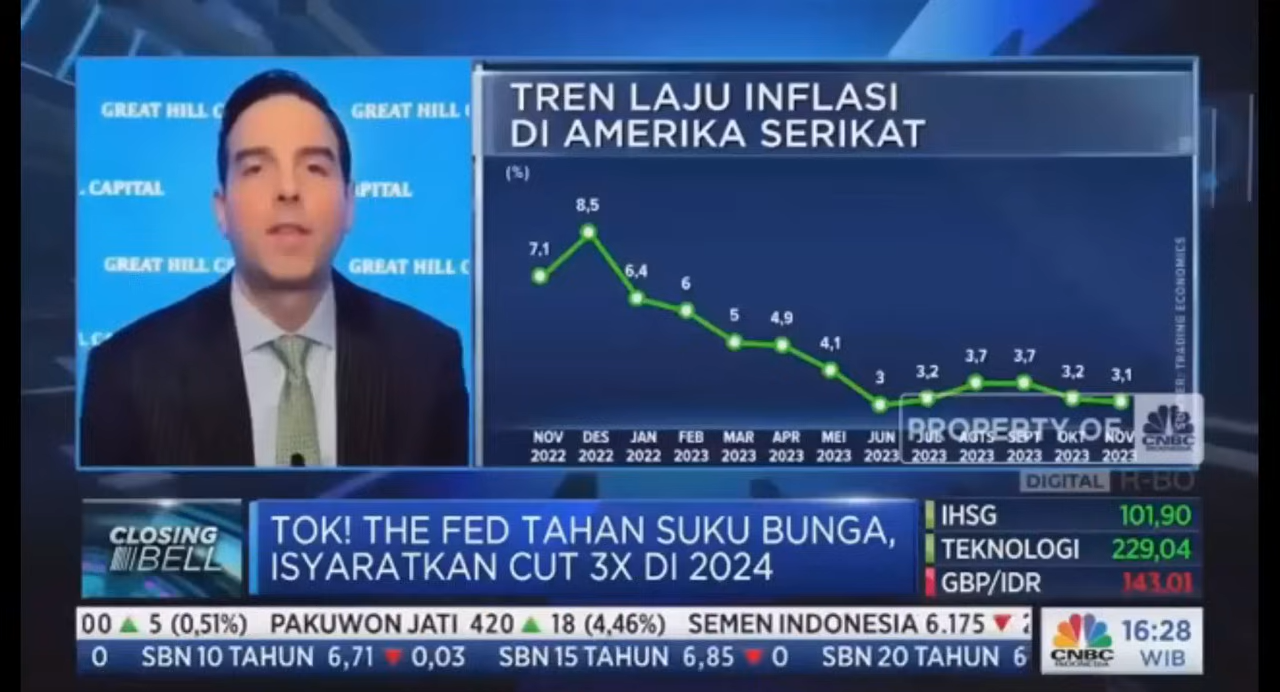 GREAT HILL C
GREAT HILL
. CAPITAL
APITAL
GREAT HILL CA
GREAT HILL C
TREN LAJU INFLASI
DI AMERIKA SERIKAT
(%)
7,1
8,5
6,4
6
5
4,9
4,1
3
3,2
3,7
3,7
3,2
3,1
NOV 2022
DES 2022
JAN 2022
FEB 2023
MAR 2023
APR 2023
MEI 2023
JUN 2023
JUL 2023
AGTS 2023
SEPT 2023
OKT 2023
NOV 2023
ER: TRADING ECONOMICS
PROPERTY OF
CNBC
DIGITAL
CLOSING
BELL
TOK! THE FED TAHAN SUKU BUNGA,
ISYARATKAN CUT 3X DI 2024
IHSG 101,90
TEKNOLOGI 229,04
GBP/IDR 143,01
00 ▲ 5 (0,51%) PAKUWON JATI 420 ▲ 18 (4,46%) SEMEN INDONESIA 6.175 ▼
0 SBN 10 TAHUN 6,71 ▼ 0,03 SBN 15 TAHUN 6,85 ▼ 0 SBN 20 TAHUN 6
CNBC
INDONESIA
16:28
WIB